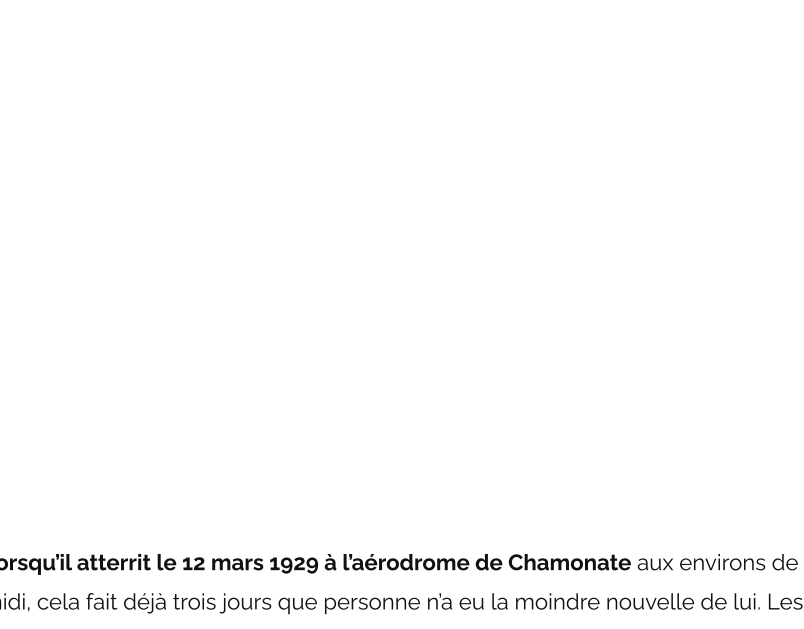 orsqu'il atterrit le 12 mars 1929 à l'aérodrome de Chamonate aux environs de
idi, cela fait déjà trois jours que personne n'a eu la moindre nouvelle de lui. Les